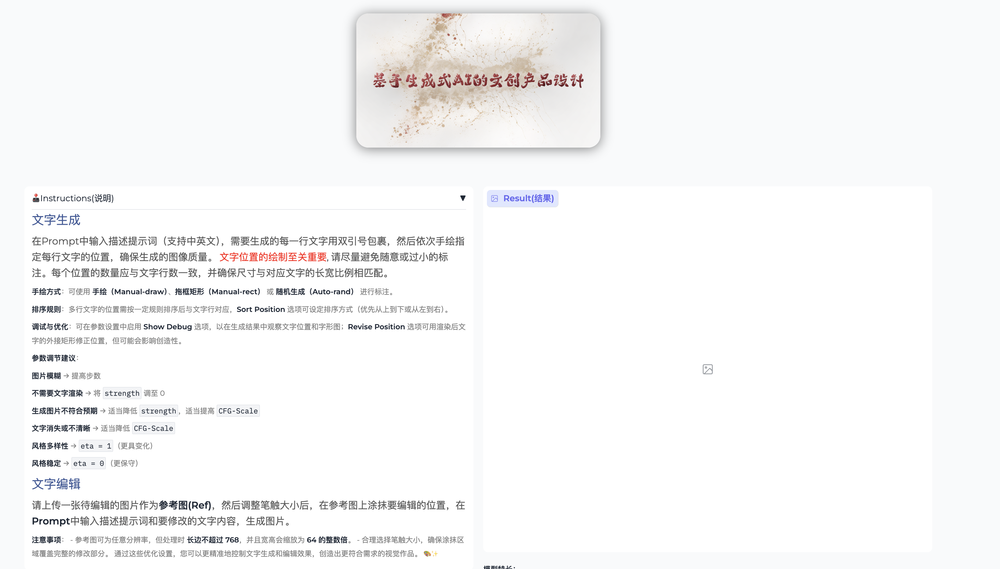 基于生成式AI的文创产品设计
🕹️Instructions(说明)
▼
文字生成
在Prompt中输入描述提示词（支持中英文），需要生成的每一行文字用双引号包裹，然后依次手绘指
定每行文字的位置，确保生成的图像质量。 文字位置的绘制至关重要, 请尽量避免随意或过小的标
注。每个位置的数量应与文字行数一致，并确保尺寸与对应文字的长宽比例相匹配。
手绘方式：可使用 手绘（Manual-draw）、拖框矩形（Manual-rect） 或 随机生成（Auto-rand） 进行标注。
排序规则：多行文字的位置需按一定规则排序后与文字行对应，Sort Position 选项可设定排序方式（优先从上到下或从左到右）。
调试与优化：可在参数设置中启用 Show Debug 选项，以在生成结果中观察文字位置和字形图；Revise Position 选项可用渲染后文
字的外接矩形修正位置，但可能会影响创造性。
参数调节建议：
图片模糊 → 提高步数
不需要文字渲染 → 将 strength 调至 0
生成图片不符合预期 → 适当降低 strength，适当提高 CFG-Scale
文字消失或不清晰 → 适当降低 CFG-Scale
风格多样性 → eta = 1（更具变化）
风格稳定 → eta = 0（更保守）
文字编辑
请上传一张待编辑的图片作为参考图(Ref)，然后调整笔触大小后，在参考图上涂抹要编辑的位置，在
Prompt中输入描述提示词和要修改的文字内容，生成图片。
注意事项： - 参考图可为任意分辨率，但处理时 长边不超过 768，并且宽高会缩放为 64 的整数倍。 - 合理选择笔触大小，确保涂抹区
域覆盖完整的修改部分。 通过这些优化设置，您可以更精准地控制文字生成和编辑效果，创造出更符合需求的视觉作品。 🎨✨
Result(结果)
模型特长：